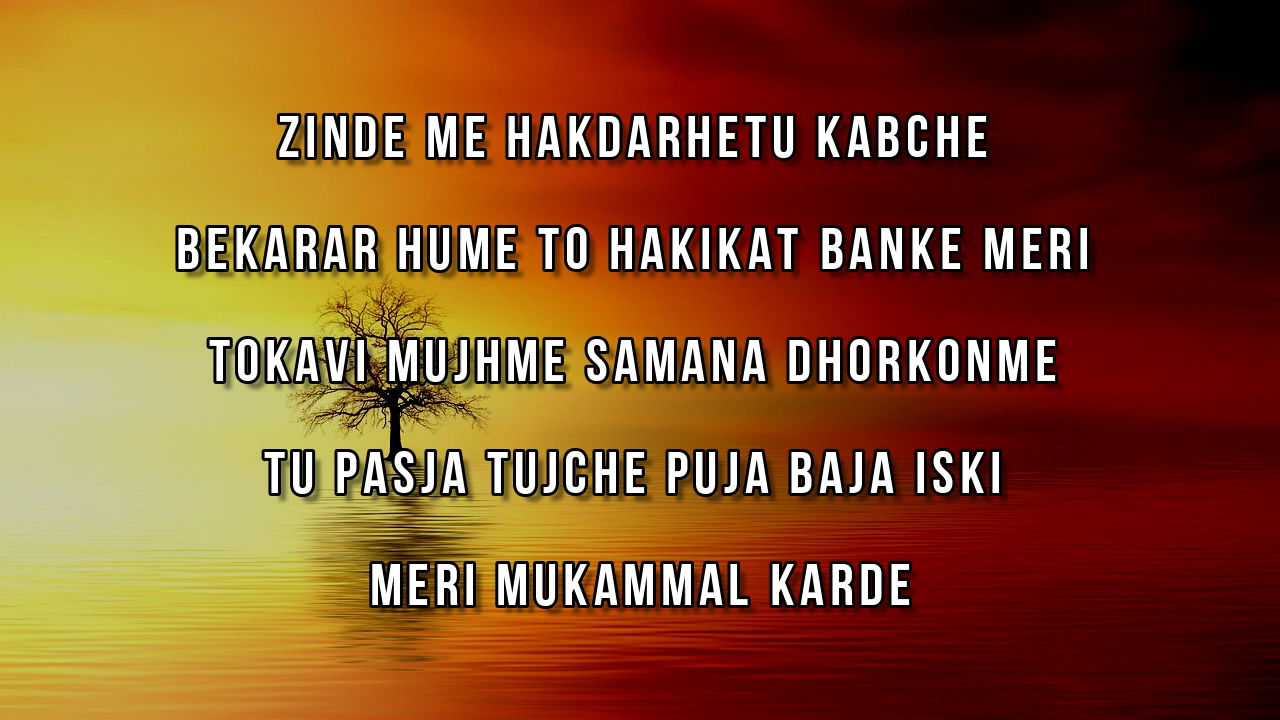 ZINDE ME HAKDARHETU KABCHE
BEKARAR HUME TO HAKIKAT BANKE MERI
TOKAVI MUJHME SAMANA DHORKONME
TU PASJA TUJCHE PUJA BAJA ISKI
MERI MUKAMMAL KARDE